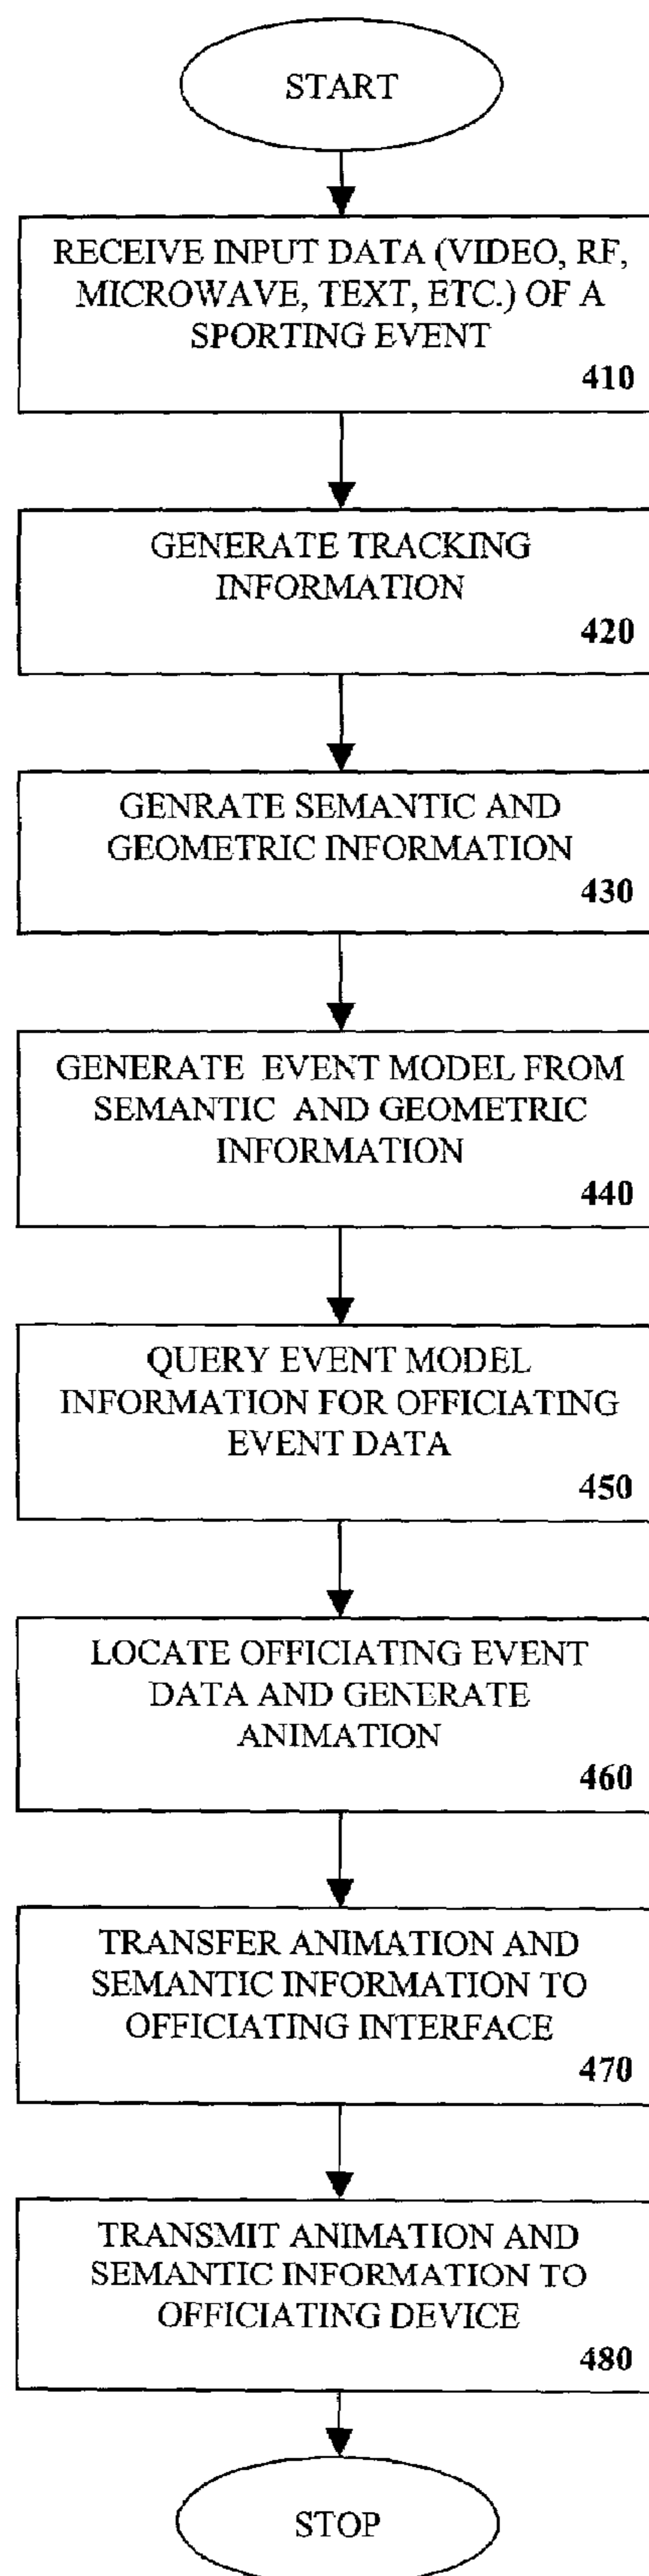 START
RECEIVE INPUT DATA (VIDEO, RF,
MICROWAVE, TEXT, ETC.) OF A
SPORTING EVENT
410
GENERATE TRACKING
INFORMATION
420
GENRATE SEMANTIC AND
GEOMETRIC INFORMATION
430
GENERATE EVENT MODEL FROM
SEMANTIC AND GEOMETRIC
INFORMATION
440
QUERY EVENT MODEL
INFORMATION FOR OFFICIATING
EVENT DATA
450
LOCATE OFFICIATING EVENT
DATA AND GENERATE
ANIMATION
460
TRANSFER ANIMATION AND
SEMANTIC INFORMATION TO
OFFICIATING INTERFACE
470
TRANSMIT ANIMATION AND
SEMANTIC INFORMATION TO
OFFICIATING DEVICE
480
STOP